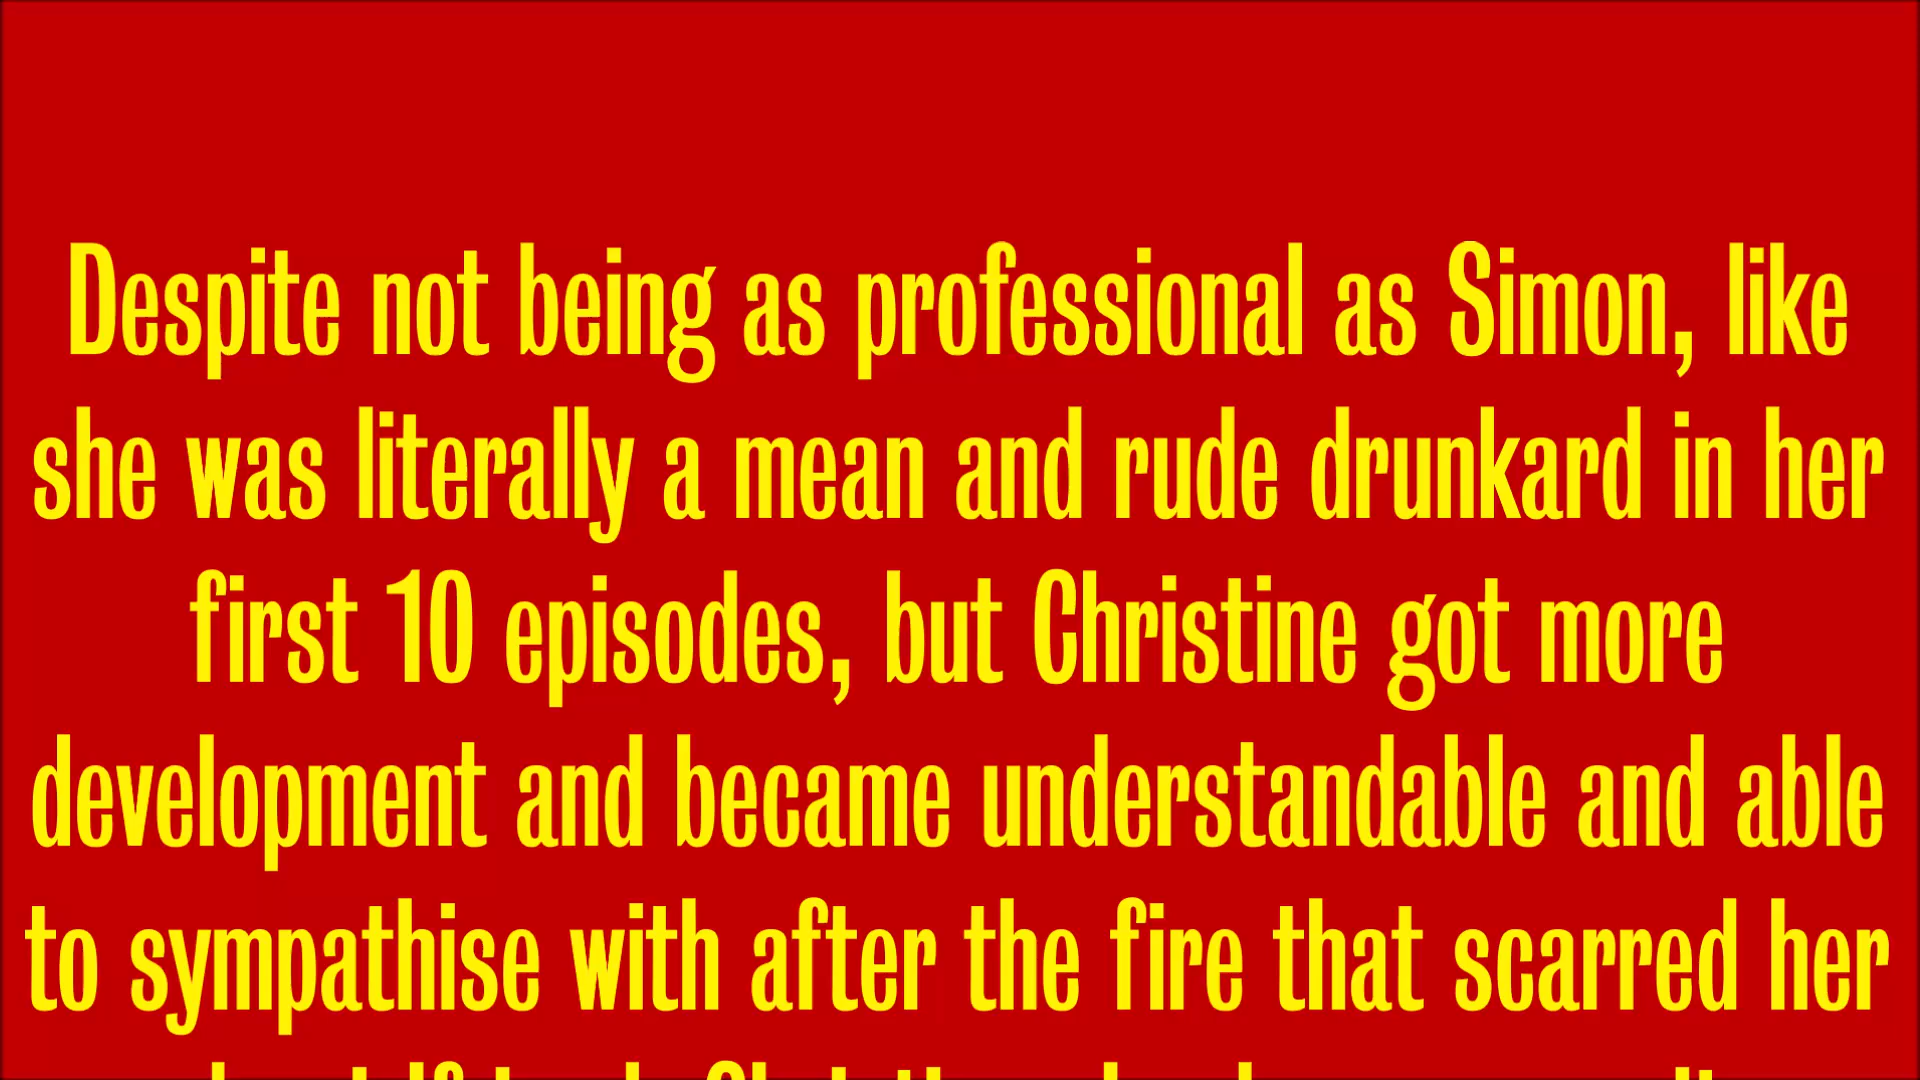 Despite not being as professional as Simon, like
she was literally a mean and rude drunkard in her
first 10 episodes, but Christine got more
development and became understandable and able
to sympathise with after the fire that scarred her